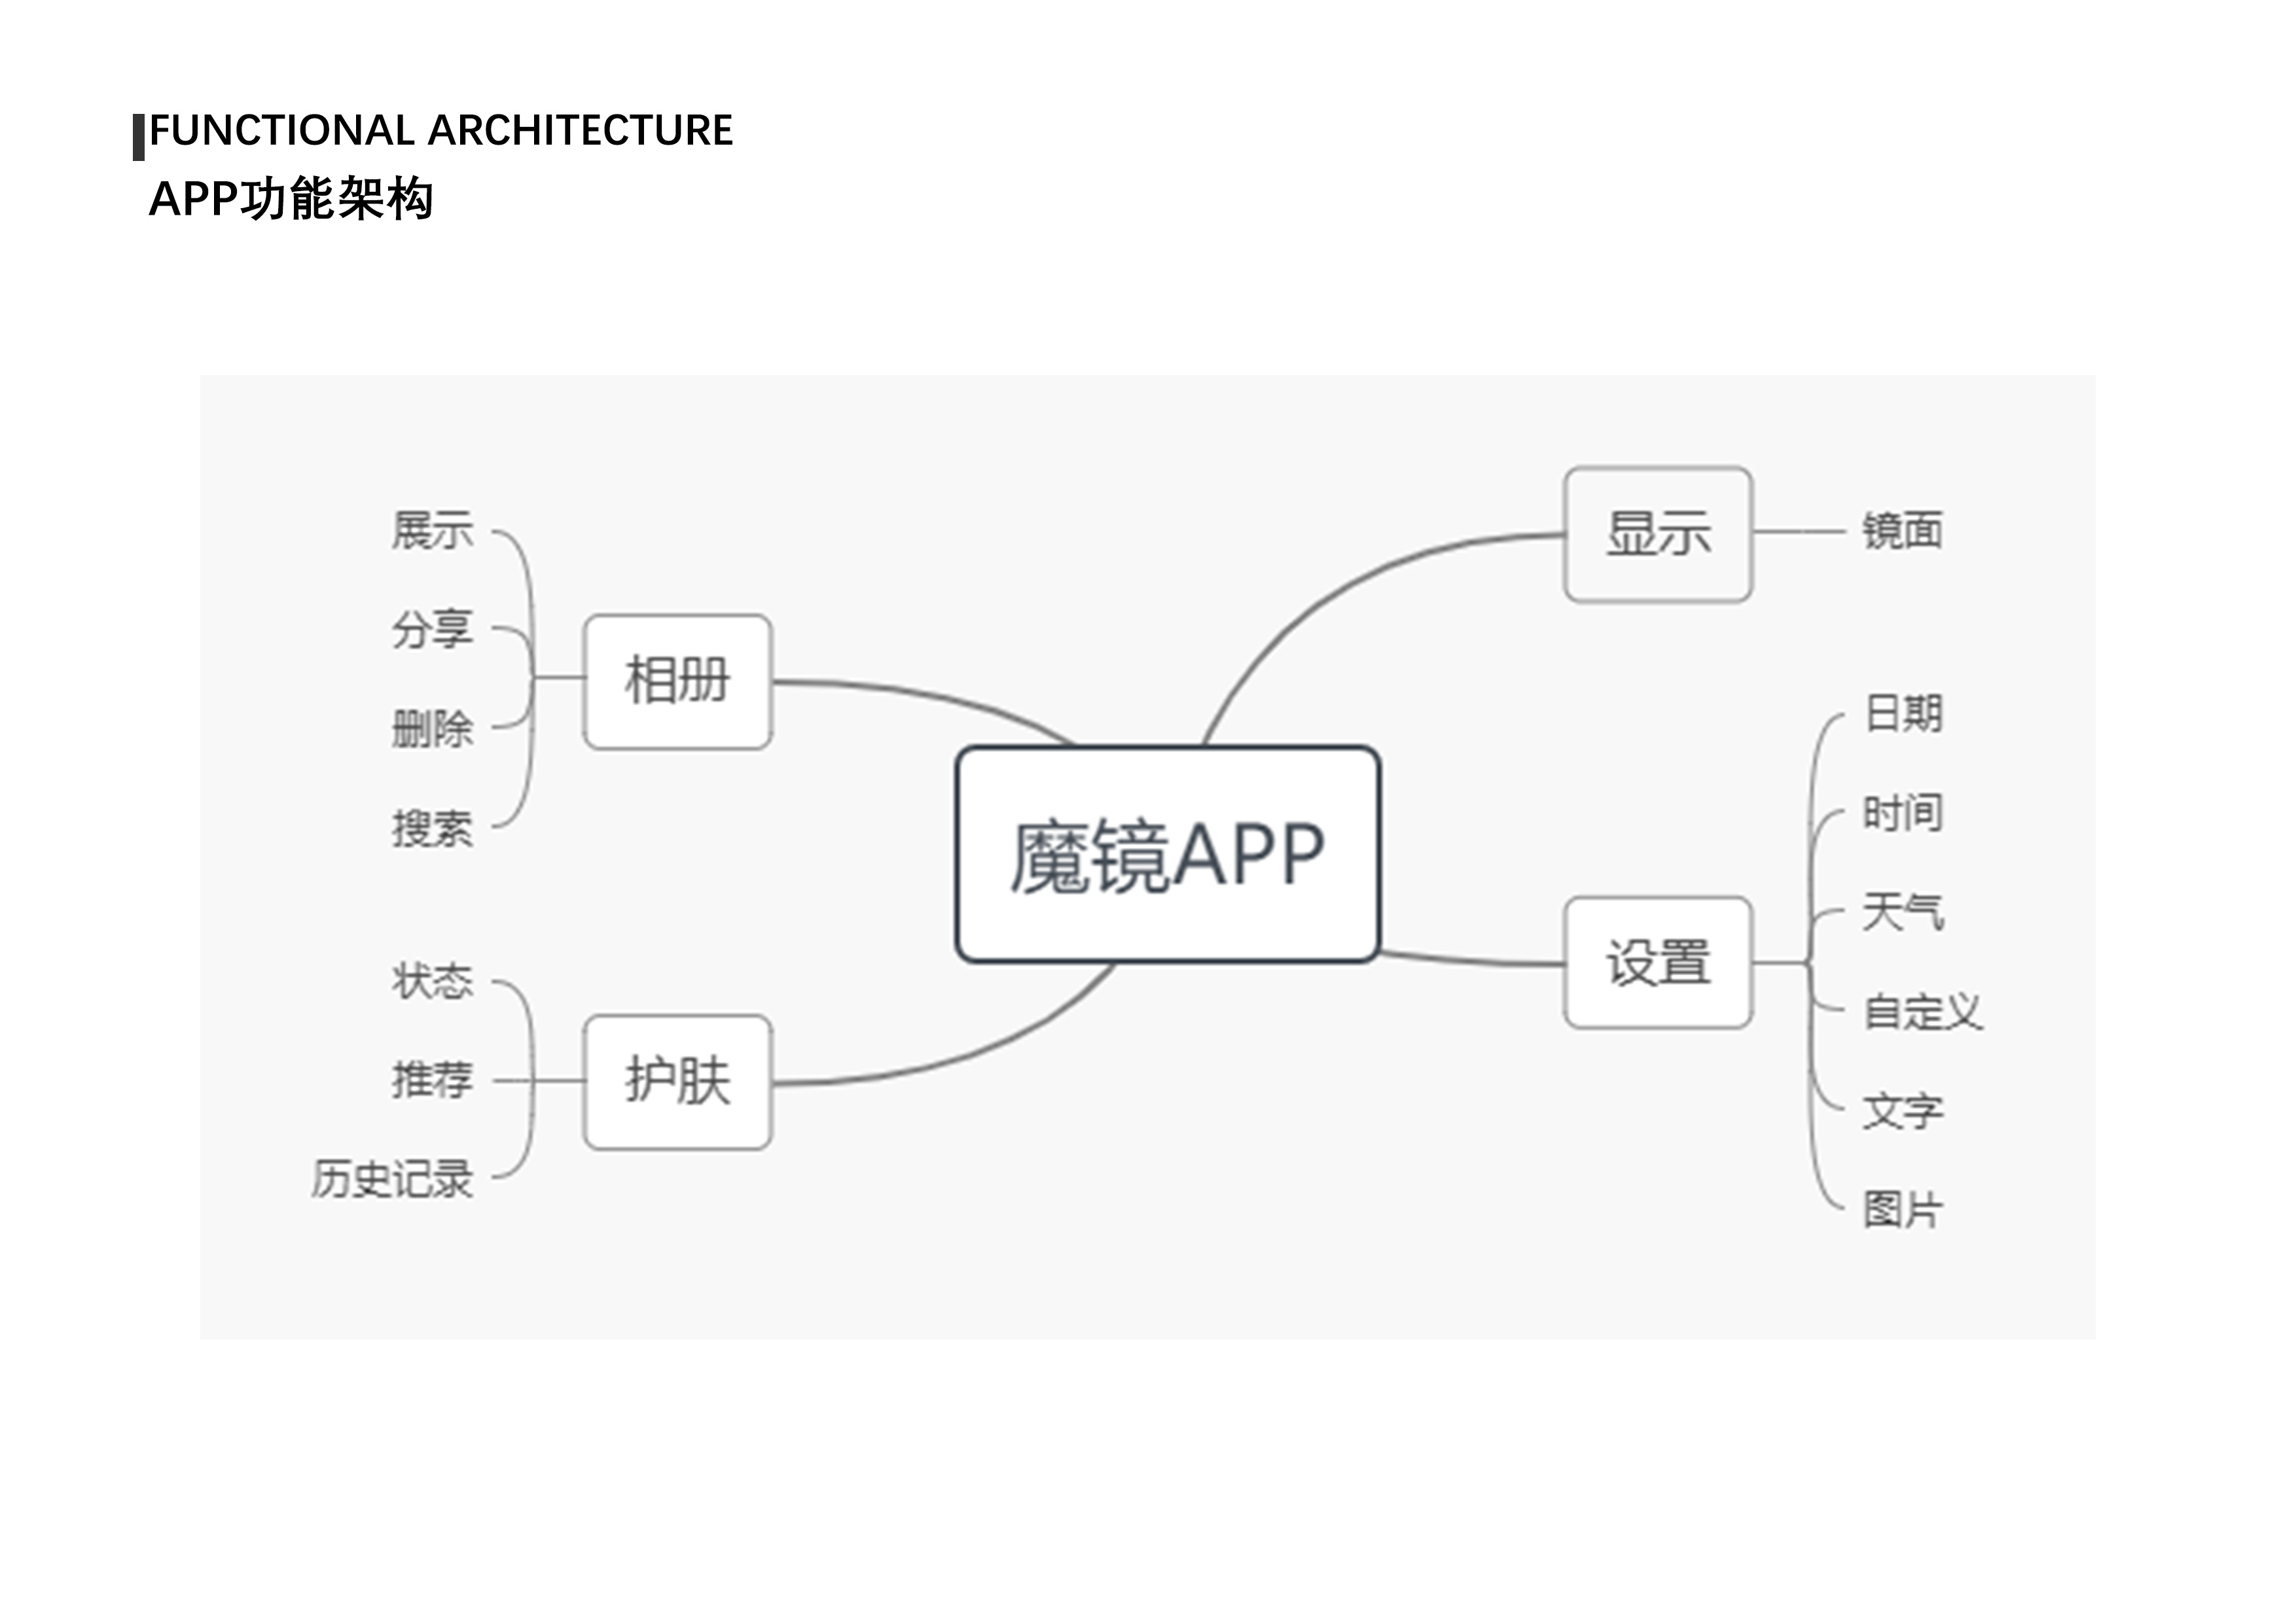 FUNCTIONAL ARCHITECTURE
APP功能架构
魔镜APP
相册
展示
分享
删除
搜索
护肤
状态
推荐
历史记录
显示
镜面
设置
日期
时间
天气
自定义
文字
图片